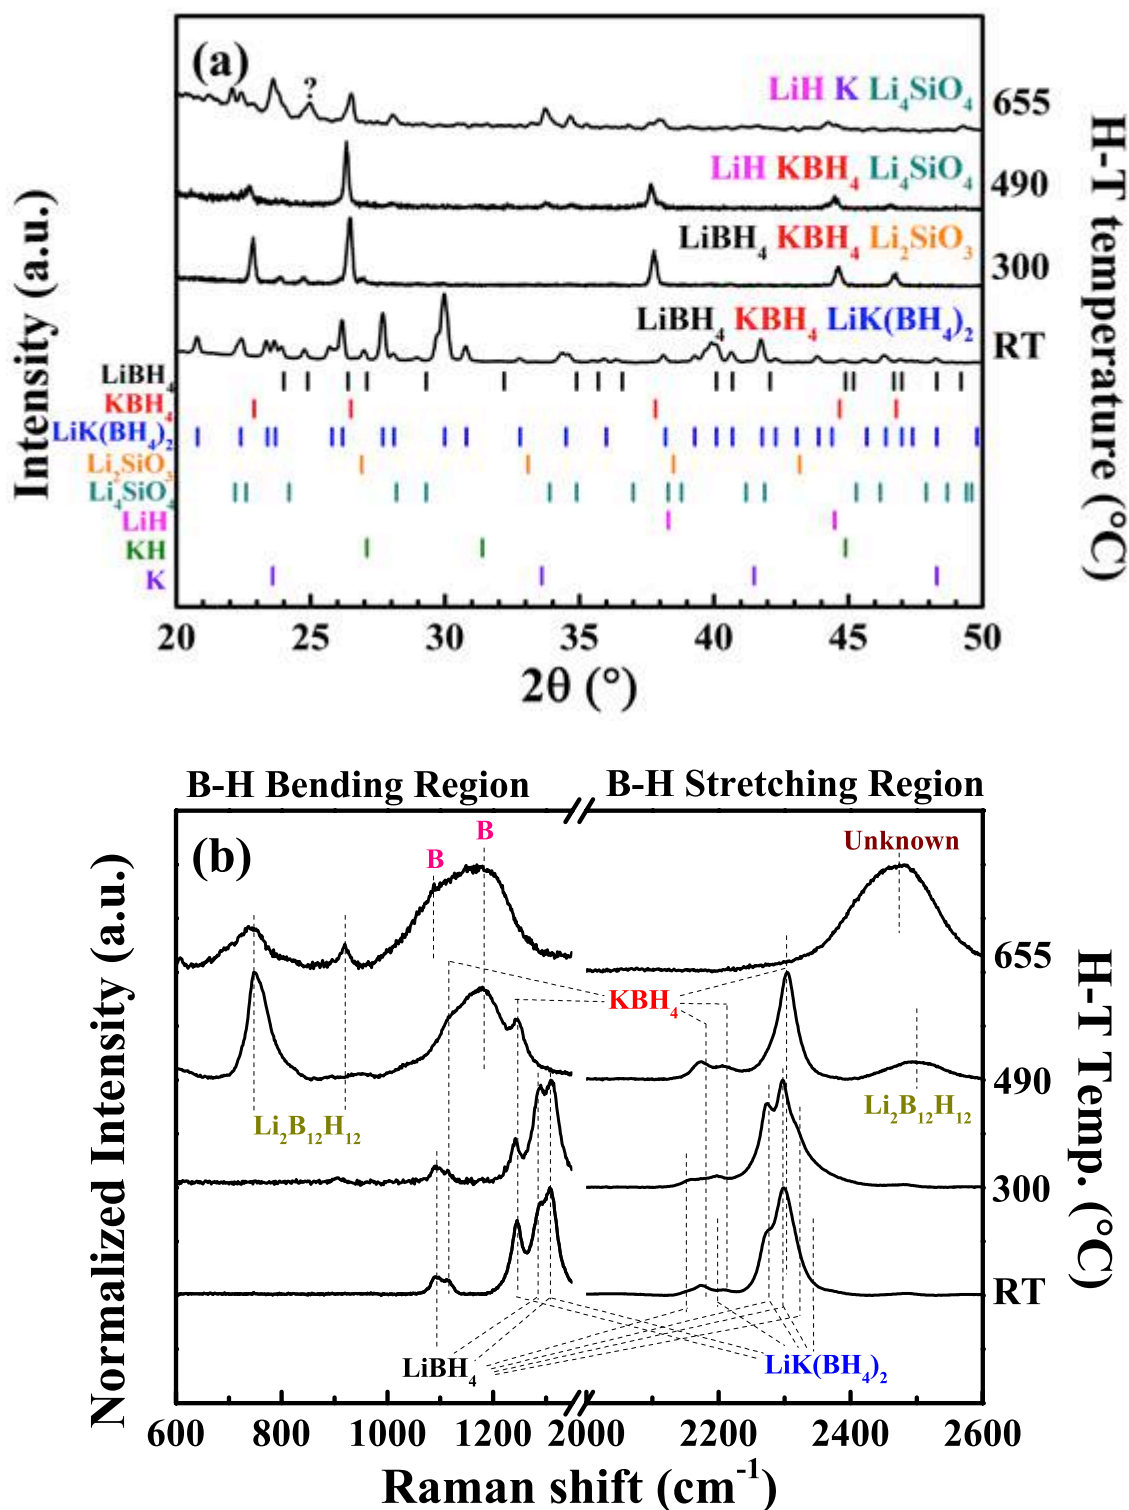 (a)
?
LiH K Li₄SiO₄
655
LiH KBH₄ Li₄SiO₄
490
LiBH₄ KBH₄ Li₂SiO₃
300
LiBH₄ KBH₄ LiK(BH₄)₂
RT
LiBH₄
KBH₄
LiK(BH₄)₂
Li₂SiO₃
Li₄SiO₄
LiH
KH
K
Intensity (a.u.)
H-T temperature (°C)
20 25 30 35 40 45 50
2θ (°)
B-H Bending Region
B-H Stretching Region
(b)
B
B
Unknown
655
KBH₄
490
Li₂B₁₂H₁₂
Li₂B₁₂H₁₂
300
RT
LiBH₄
LiK(BH₄)₂
Normalized Intensity (a.u.)
H-T Temp. (°C)
600 800 1000 1200 2000 2200 2400 2600
Raman shift (cm⁻¹)